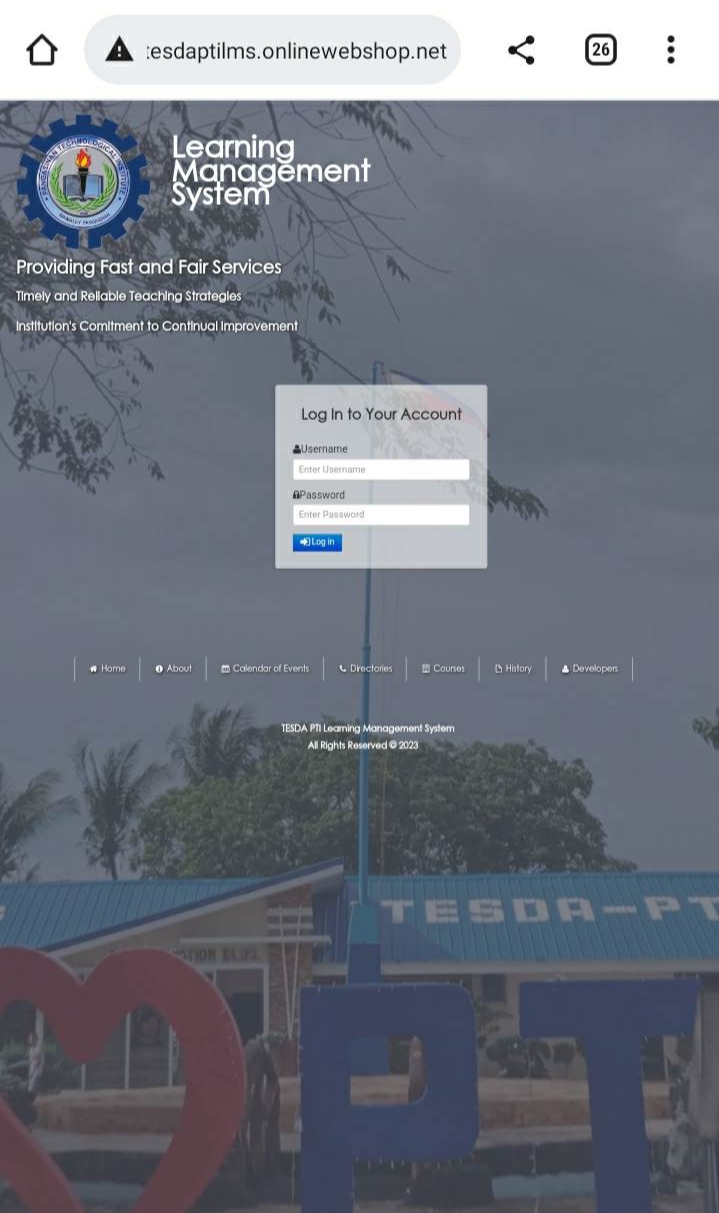 tesdaptilms.onlinewebshop.net
26
PANGASINAN TECHNOLOGICAL INSTITUTE
Learning
Management
System
Providing Fast and Fair Services
Timely and Reliable Teaching Strategies
Institution's Comitment to Continual Improvement
Log In to Your Account
Username
Enter Username
Password
Enter Password
Log in
Home
About
Calendar of Events
Directories
Courses
History
Developers
TESDA PTI Learning Management System
All Rights Reserved © 2023
TESDA-PT
PT